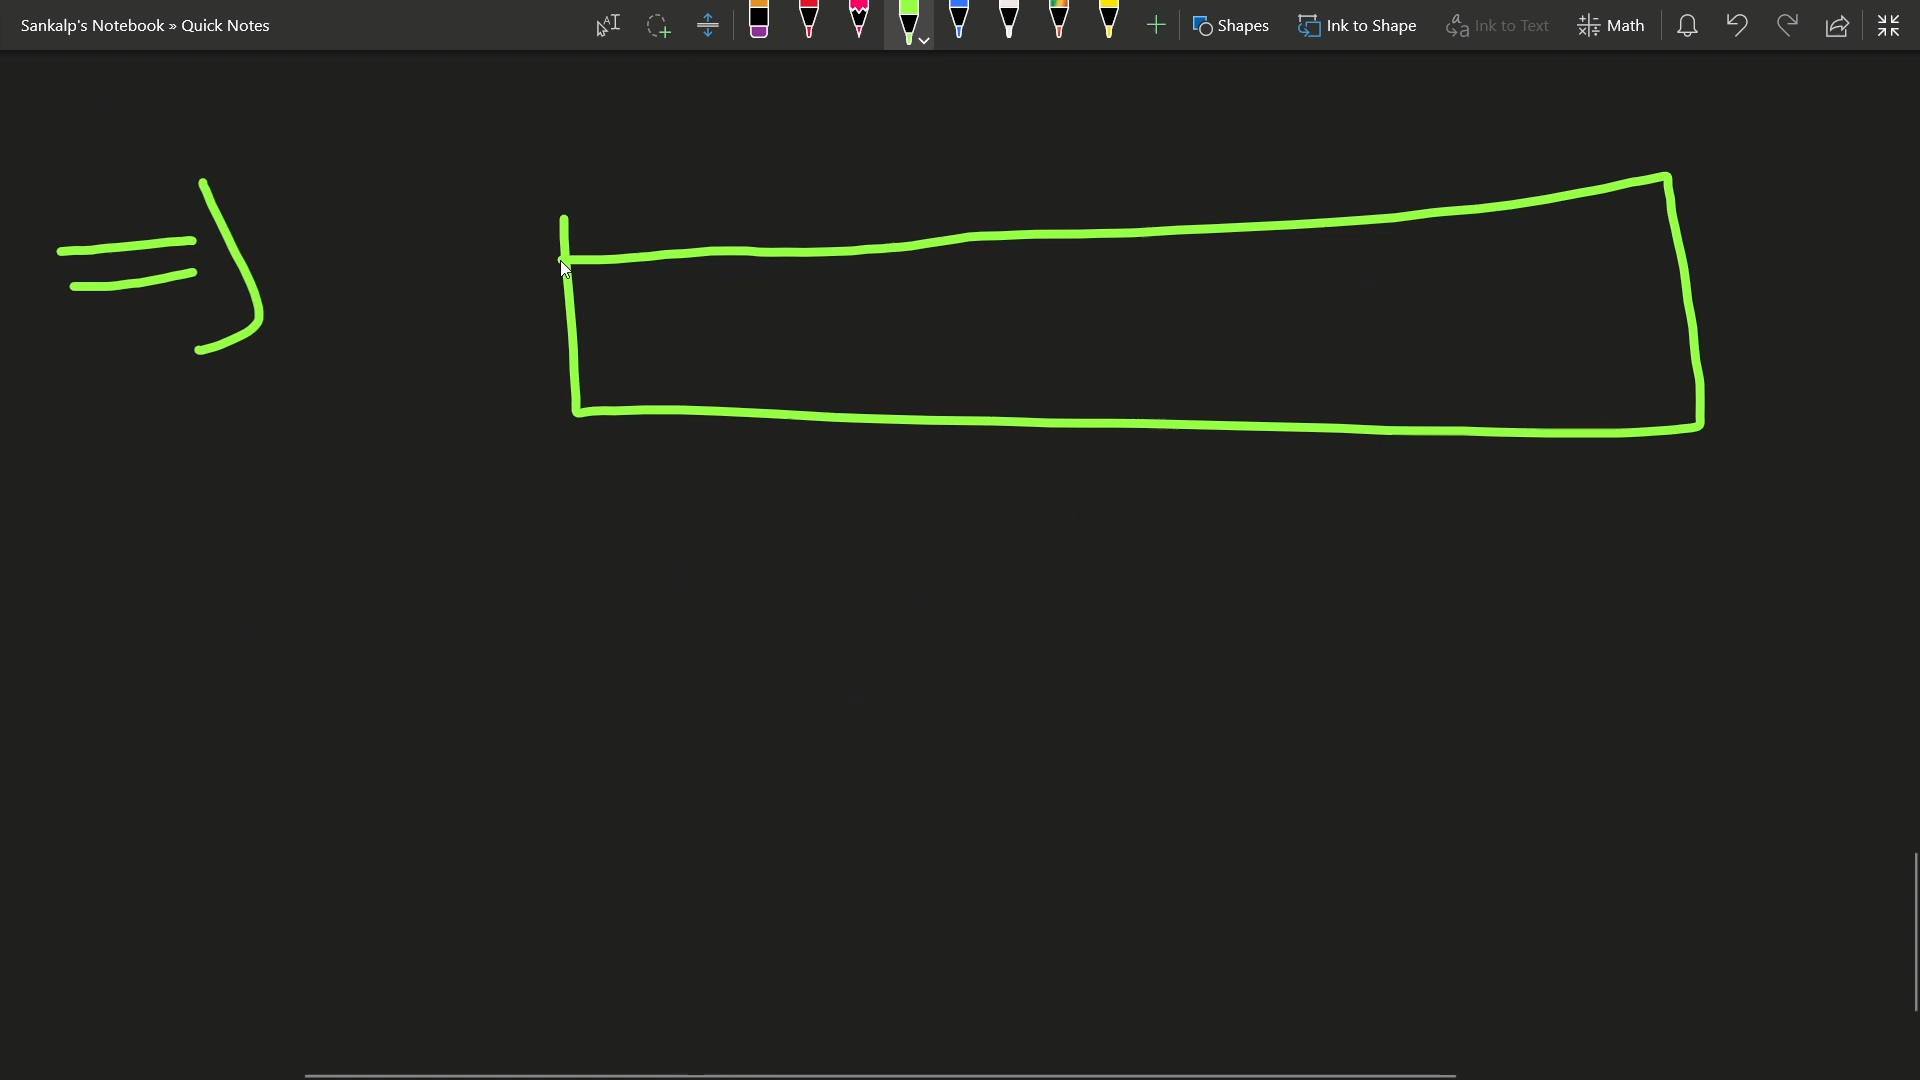 Sankalp's Notebook » Quick Notes
Shapes
Ink to Shape
Ink to Text
Math
=>